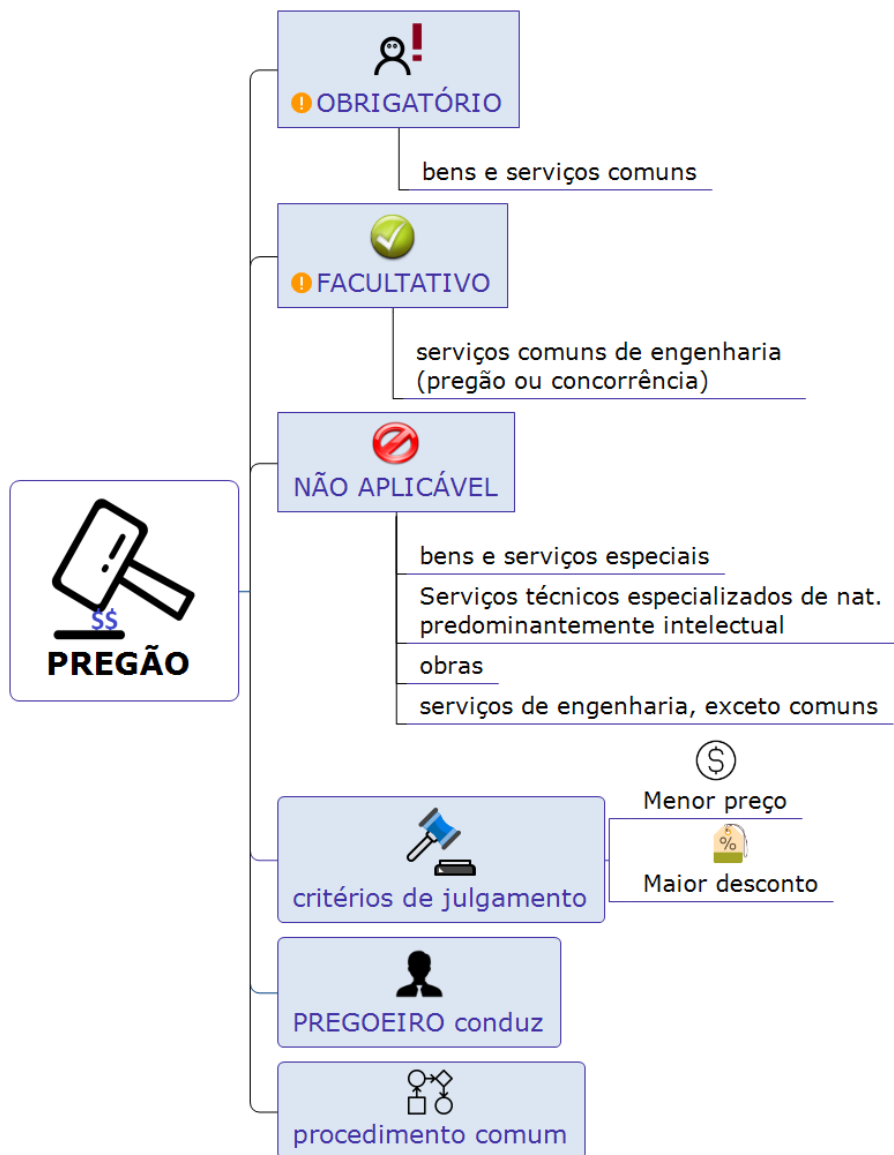 OBRIGATÓRIO
bens e serviços comuns
FACULTATIVO
serviços comuns de engenharia
(pregão ou concorrência)
NÃO APLICÁVEL
bens e serviços especiais
Serviços técnicos especializados de nat.
predominantemente intelectual
obras
serviços de engenharia, exceto comuns
$$
PREGÃO
$
Menor preço
%
Maior desconto
critérios de julgamento
PREGOEIRO conduz
procedimento comum